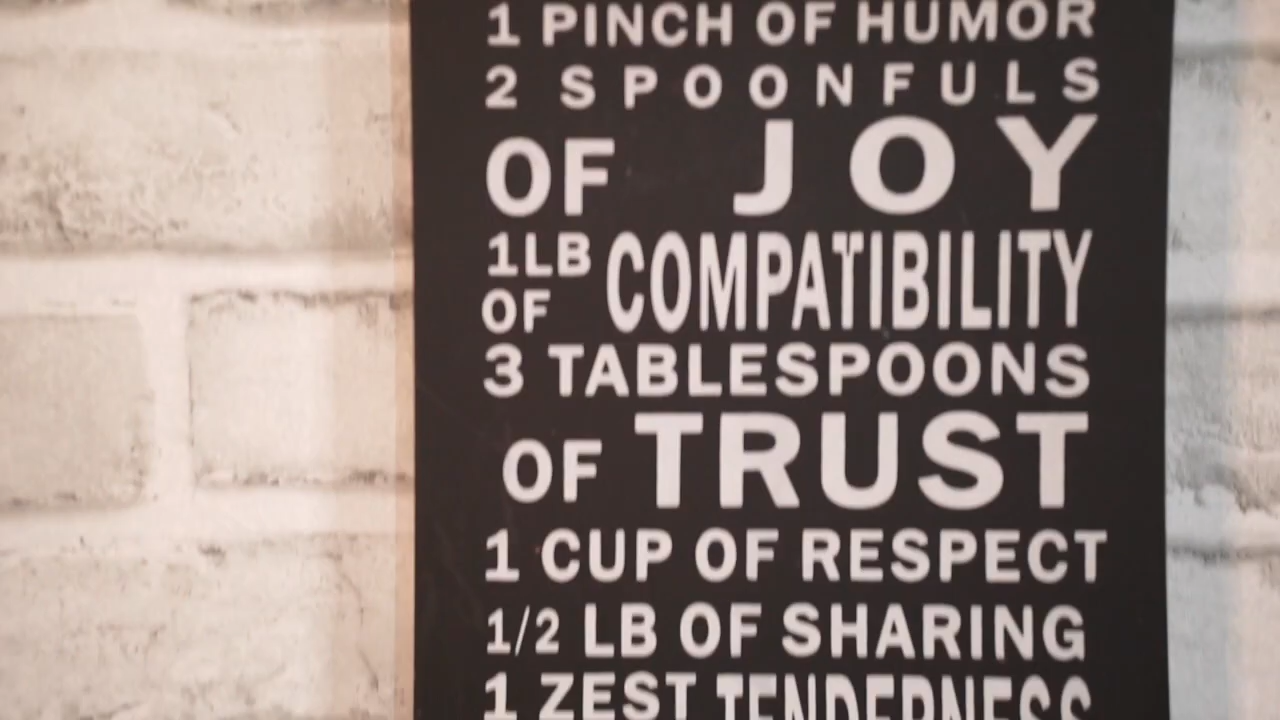 1 PINCH OF HUMOR
2 SPOONFULS
OF JOY
1LB OF COMPATIBILITY
3 TABLESPOONS
OF TRUST
1 CUP OF RESPECT
1/2 LB OF SHARING
1 ZEST TENDERNESS